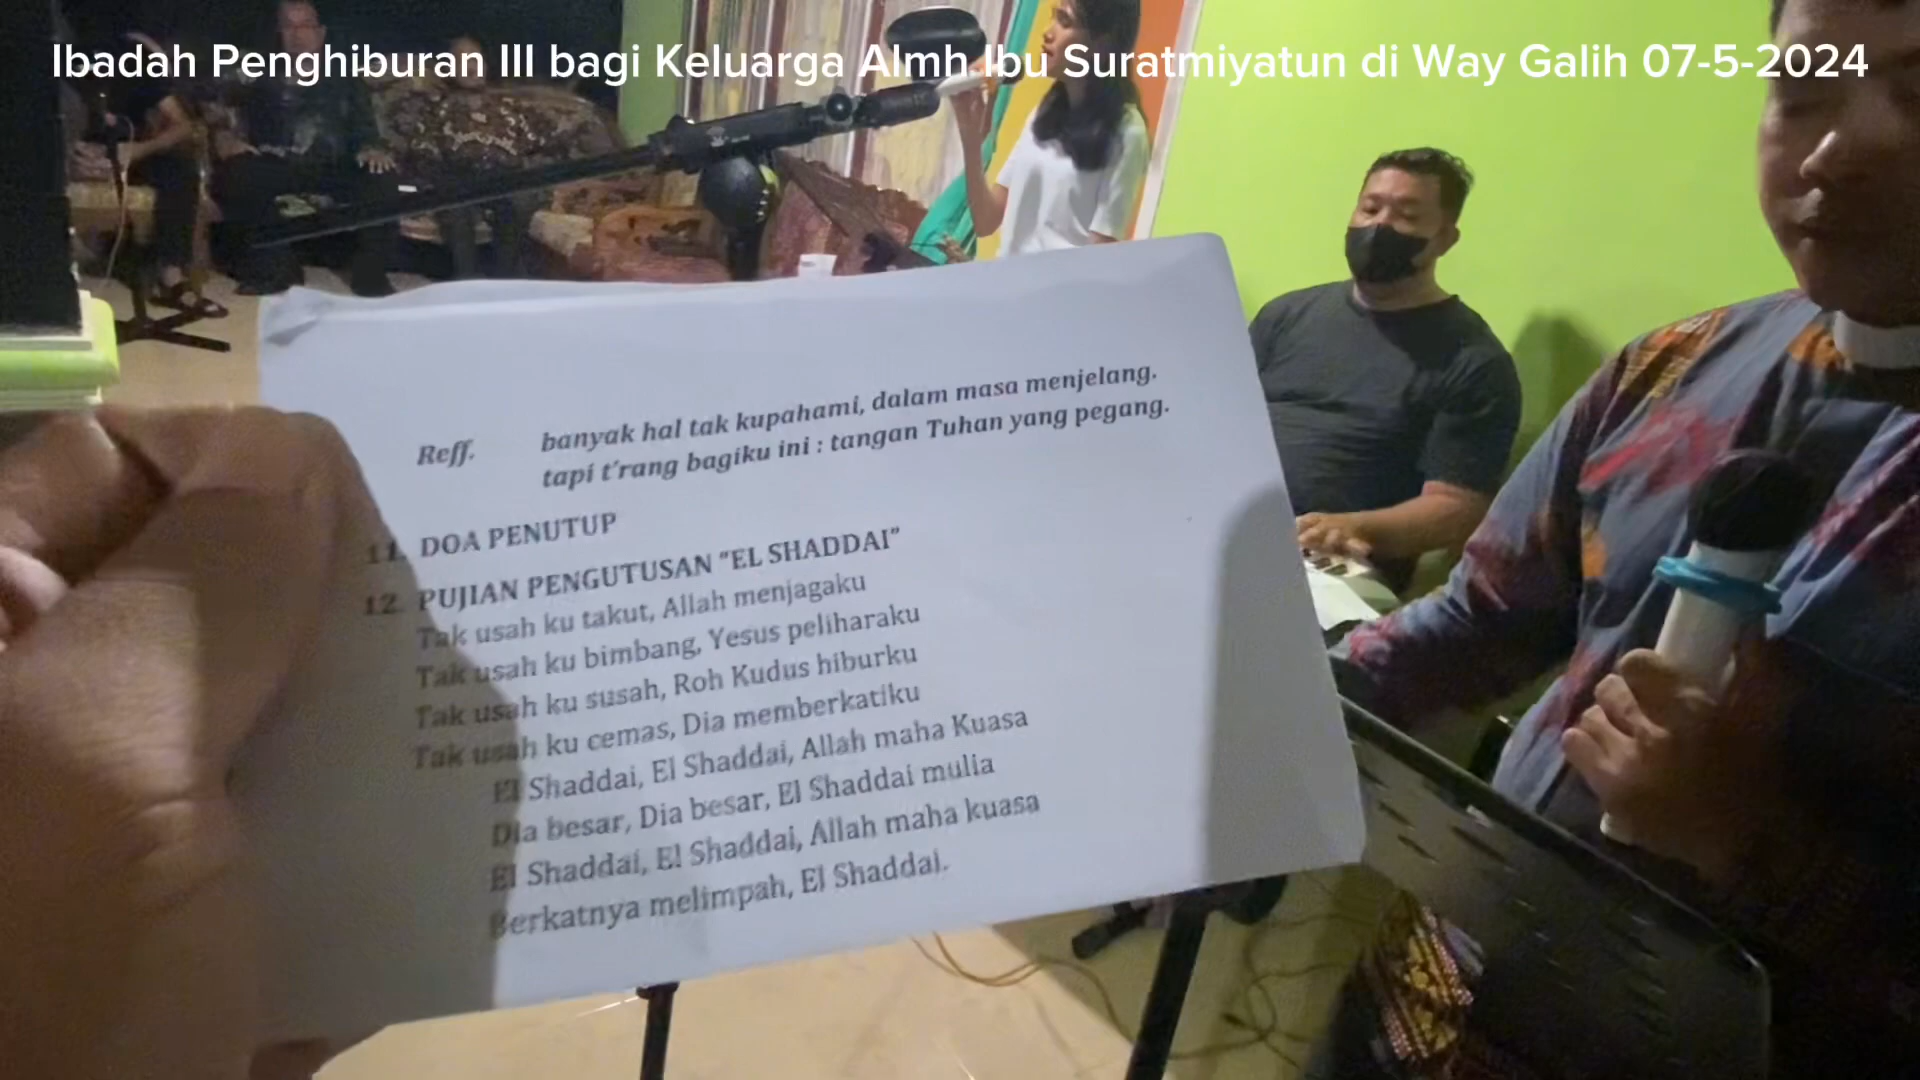 Ibadah Penghiburan III bagi Keluarga Almh Ibu Suratmiyatun di Way Galih 07-5-2024
Reff. banyak hal tak kupahami, dalam masa menjelang.
tapi t'rang bagiku ini : tangan Tuhan yang pegang.
11. DOA PENUTUP
12. PUJIAN PENGUTUSAN "EL SHADDAI"
Tak usah ku takut, Allah menjagaku
Tak usah ku bimbang, Yesus peliharaku
Tak usah ku susah, Roh Kudus hiburku
Tak usah ku cemas, Dia memberkatiku
El Shaddai, El Shaddai, Allah maha Kuasa
Dia besar, Dia besar, El Shaddai mulia
El Shaddai, El Shaddai, Allah maha kuasa
Berkatnya melimpah, El Shaddai.